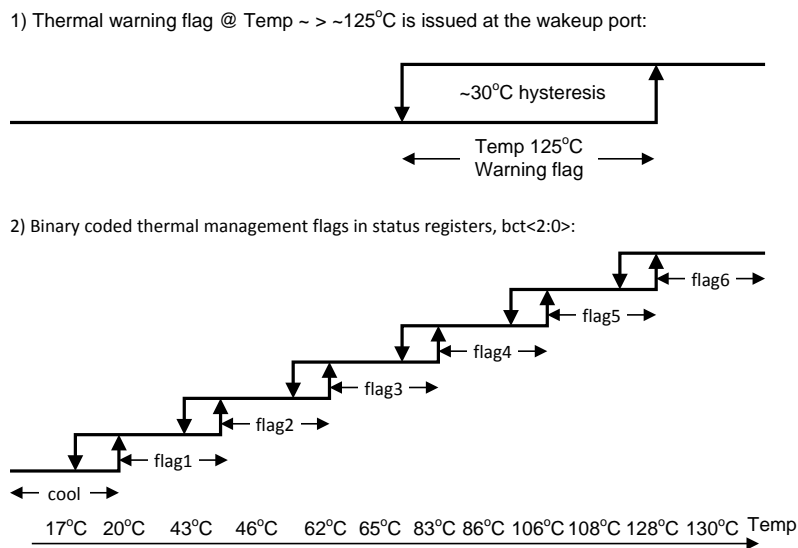 1) Thermal warning flag @ Temp ~ > ~125°C is issued at the wakeup port:
~30°C hysteresis
Temp 125°C
Warning flag
2) Binary coded thermal management flags in status registers, bct<2:0>:
flag6
flag5
flag4
flag3
flag2
flag1
cool
17°C 20°C 43°C 46°C 62°C 65°C 83°C 86°C 106°C 108°C 128°C 130°C Temp